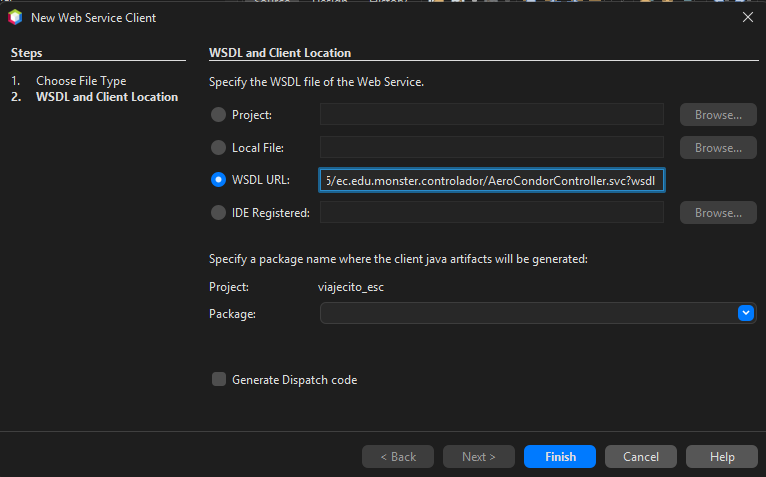 New Web Service Client
Steps
1. Choose File Type
2. WSDL and Client Location
WSDL and Client Location
Specify the WSDL file of the Web Service.
Project:
Browse...
Local File:
Browse...
WSDL URL:
/ec.edu.monster.controlador/AeroCondorController.svc?wsdl
IDE Registered:
Browse...
Specify a package name where the client java artifacts will be generated:
Project:
viajecito_esc
Package:
Generate Dispatch code
< Back
Next >
Finish
Cancel
Help